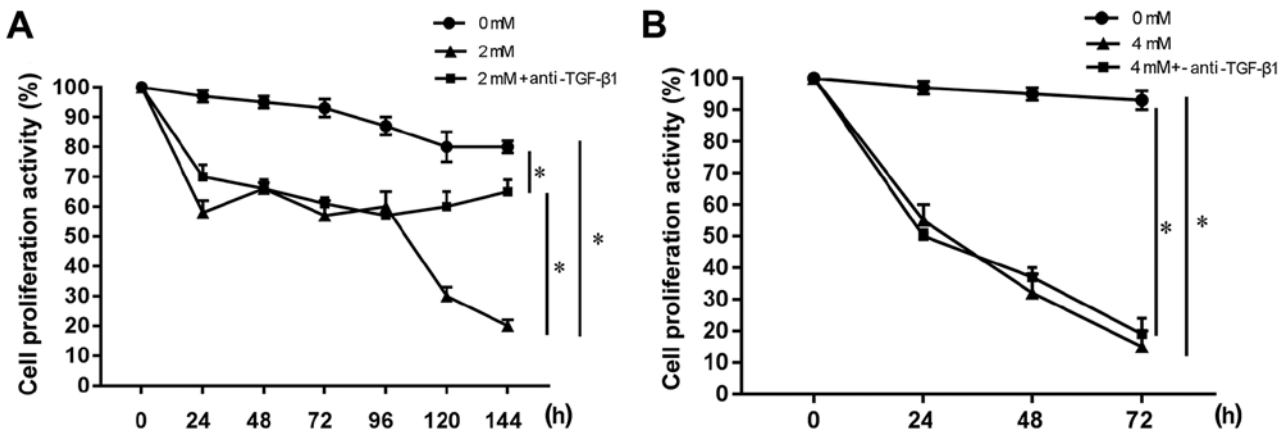 A
0 mM
2 mM
2 mM+anti-TGF-β1
Cell proliferation activity (%)
100
90
80
70
60
50
40
30
20
10
0
0 24 48 72 96 120 144 (h)
*
*
*
B
0 mM
4 mM
4 mM+-anti-TGF-β1
Cell proliferation activity (%)
100
90
80
70
60
50
40
30
20
10
0
0 24 48 72 (h)
*
*